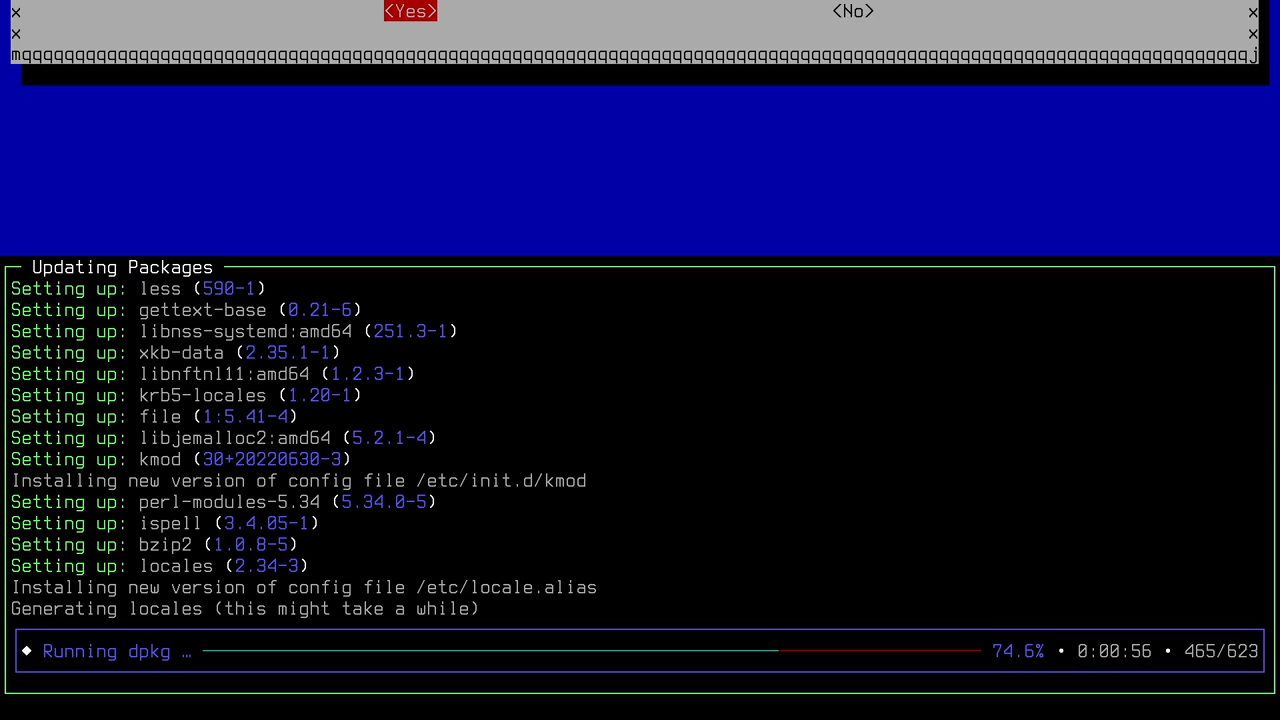 x <Yes> <No> x
x x
mqqqqqqqqqqqqqqqqqqqqqqqqqqqqqqqqqqqqqqqqqqqqqqqqqqqqqqqqqqqqqqqqqqqqqqqqqqqqqqqqqqqqqqqqqqqqqqqqqqqqqqqqqqqqqqqqqqqj
Updating Packages
Setting up: less (590-1)
Setting up: gettext-base (0.21-6)
Setting up: libnss-systemd:amd64 (251.3-1)
Setting up: xkb-data (2.35.1-1)
Setting up: libnftnl11:amd64 (1.2.3-1)
Setting up: krb5-locales (1.20-1)
Setting up: file (1:5.41-4)
Setting up: libjemalloc2:amd64 (5.2.1-4)
Setting up: kmod (30+20220630-3)
Installing new version of config file /etc/init.d/kmod
Setting up: perl-modules-5.34 (5.34.0-5)
Setting up: ispell (3.4.05-1)
Setting up: bzip2 (1.0.8-5)
Setting up: locales (2.34-3)
Installing new version of config file /etc/locale.alias
Generating locales (this might take a while)
◆ Running dpkg … 74.6% • 0:00:56 • 465/623